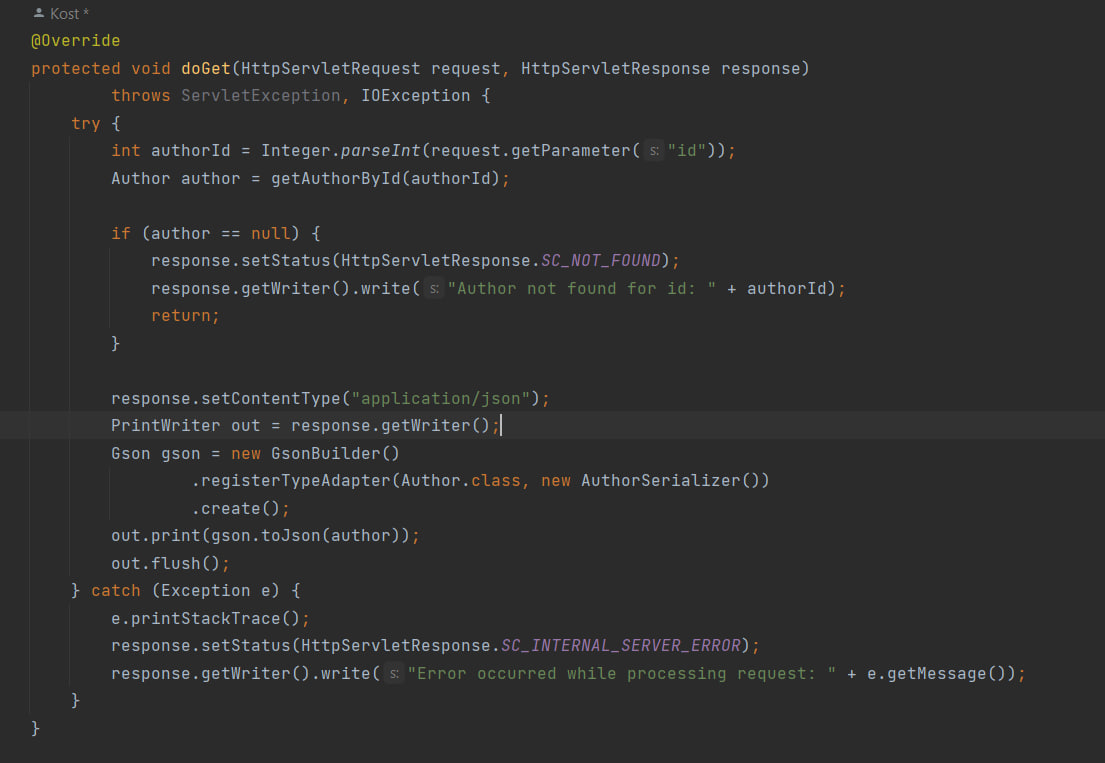 Kost *
@Override
protected void doGet(HttpServletRequest request, HttpServletResponse response)
        throws ServletException, IOException {
    try {
        int authorId = Integer.parseInt(request.getParameter( s: "id"));
        Author author = getAuthorById(authorId);

        if (author == null) {
            response.setStatus(HttpServletResponse.SC_NOT_FOUND);
            response.getWriter().write( s: "Author not found for id: " + authorId);
            return;
        }

        response.setContentType("application/json");
        PrintWriter out = response.getWriter();
        Gson gson = new GsonBuilder()
                .registerTypeAdapter(Author.class, new AuthorSerializer())
                .create();
        out.print(gson.toJson(author));
        out.flush();
    } catch (Exception e) {
        e.printStackTrace();
        response.setStatus(HttpServletResponse.SC_INTERNAL_SERVER_ERROR);
        response.getWriter().write( s: "Error occurred while processing request: " + e.getMessage());
    }
}